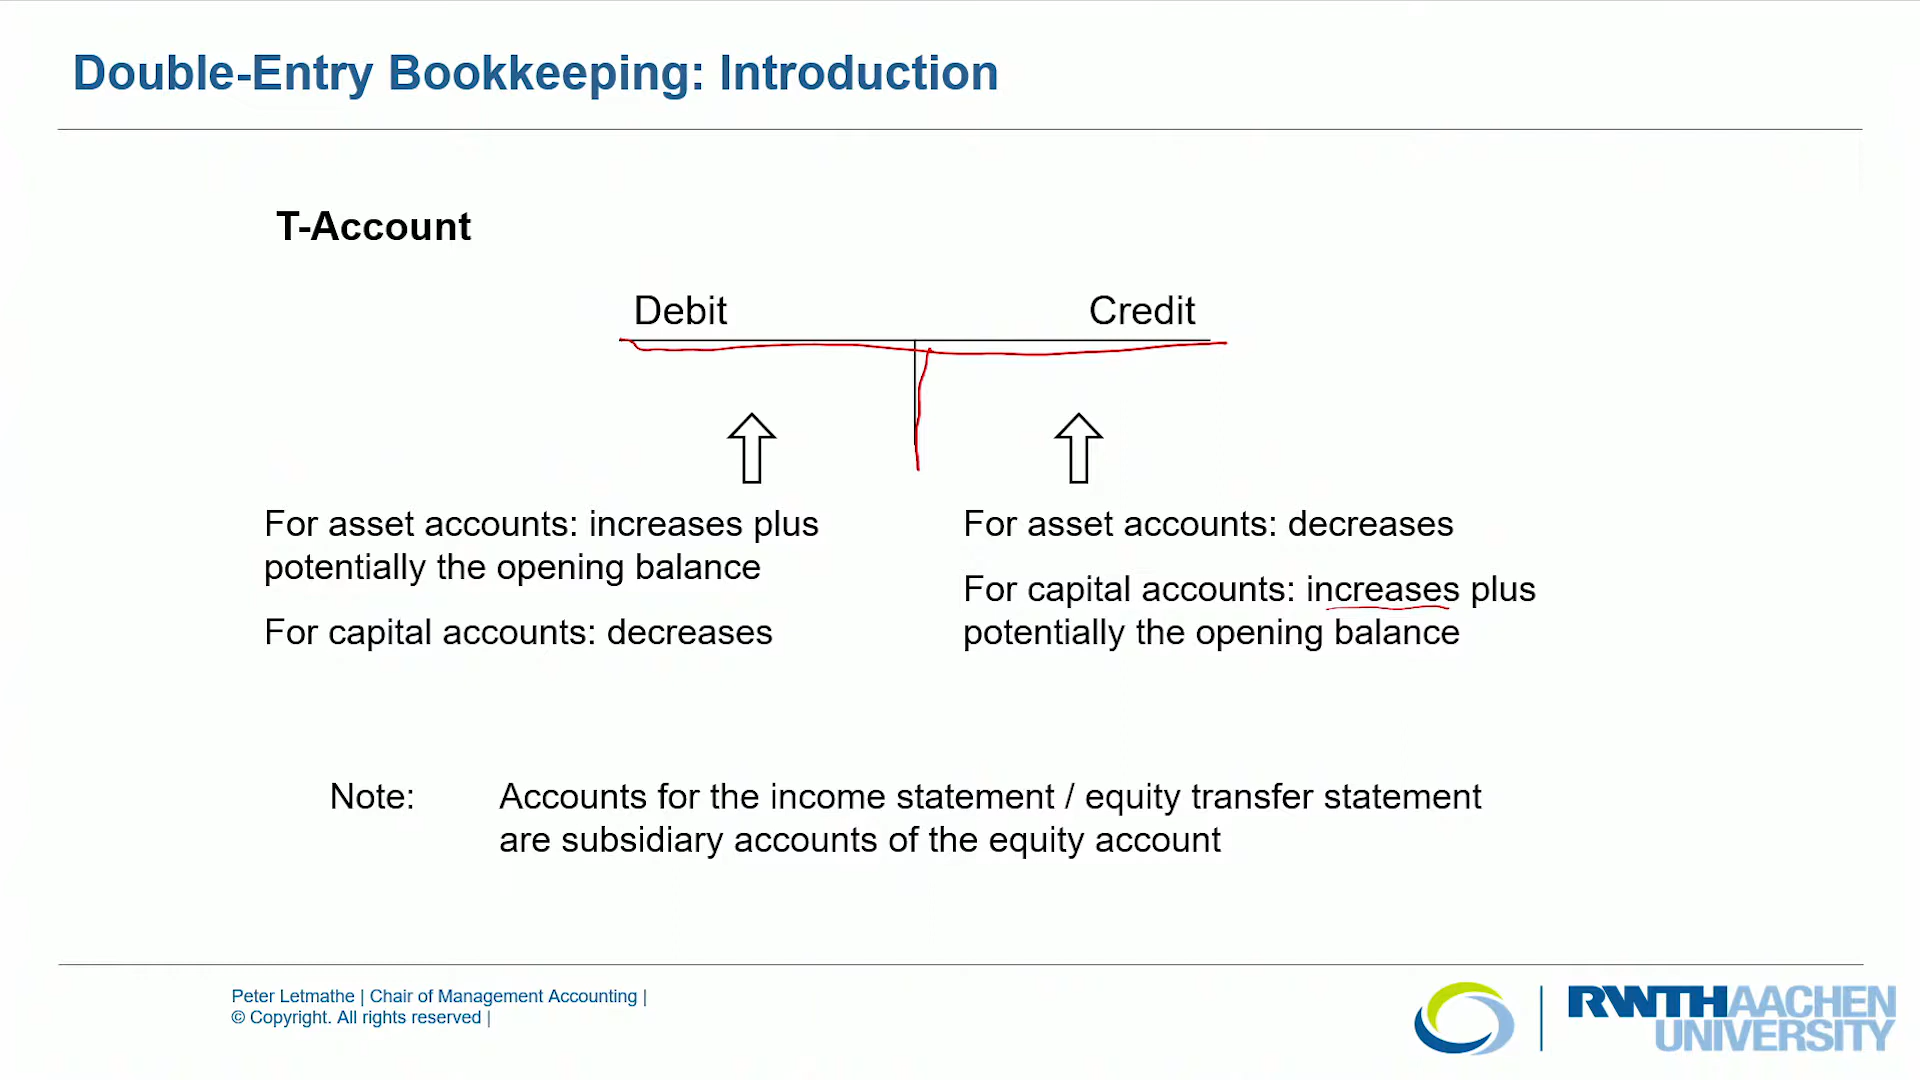 Double-Entry Bookkeeping: Introduction
T-Account
Debit
Credit
For asset accounts: increases plus
potentially the opening balance
For capital accounts: decreases
For asset accounts: decreases
For capital accounts: increases plus
potentially the opening balance
Note:
Accounts for the income statement / equity transfer statement
are subsidiary accounts of the equity account
Peter Letmathe | Chair of Management Accounting |
© Copyright. All rights reserved |
RWTH AACHEN
UNIVERSITY